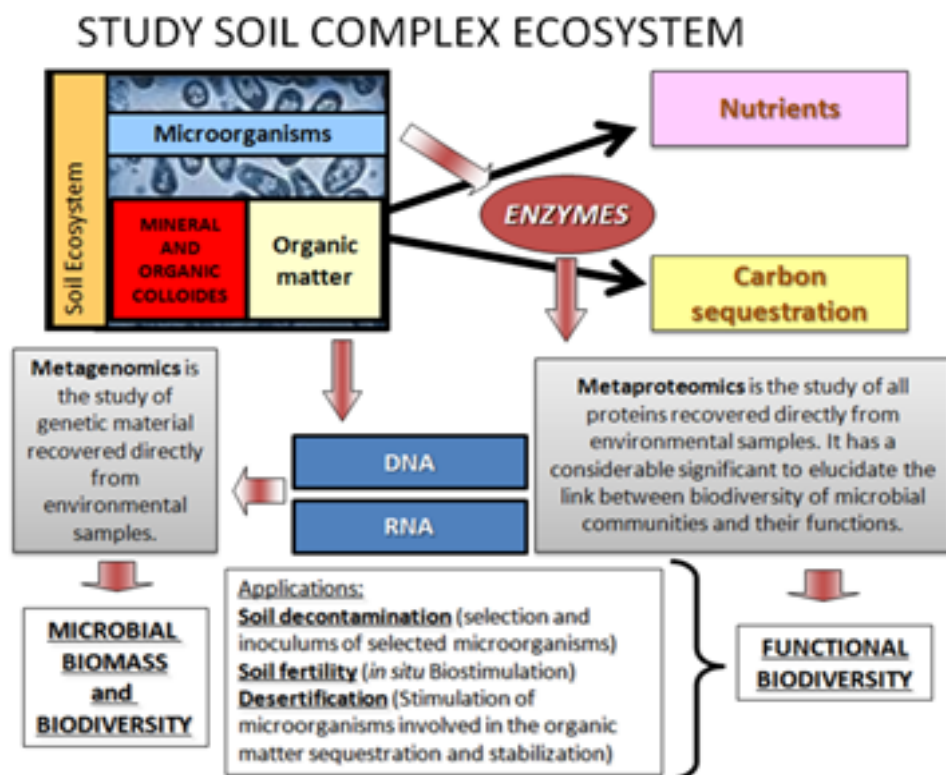 STUDY SOIL COMPLEX ECOSYSTEM
Soil Ecosystem
Microorganisms
MINERAL
AND
ORGANIC
COLLOIDES
Organic
matter
Nutrients
ENZYMES
Carbon
sequestration
Metagenomics is
the study of
genetic material
recovered directly
from
environmental
samples.
DNA
RNA
Metaproteomics is the study of all
proteins recovered directly from
environmental samples. It has a
considerable significant to elucidate the
link between biodiversity of microbial
communities and their functions.
MICROBIAL
BIOMASS
and
BIODIVERSITY
Applications:
Soil decontamination (selection and
inoculums of selected microorganisms)
Soil fertility (in situ Biostimulation)
Desertification (Stimulation of
microorganisms involved in the organic
matter sequestration and stabilization)
FUNCTIONAL
BIODIVERSITY